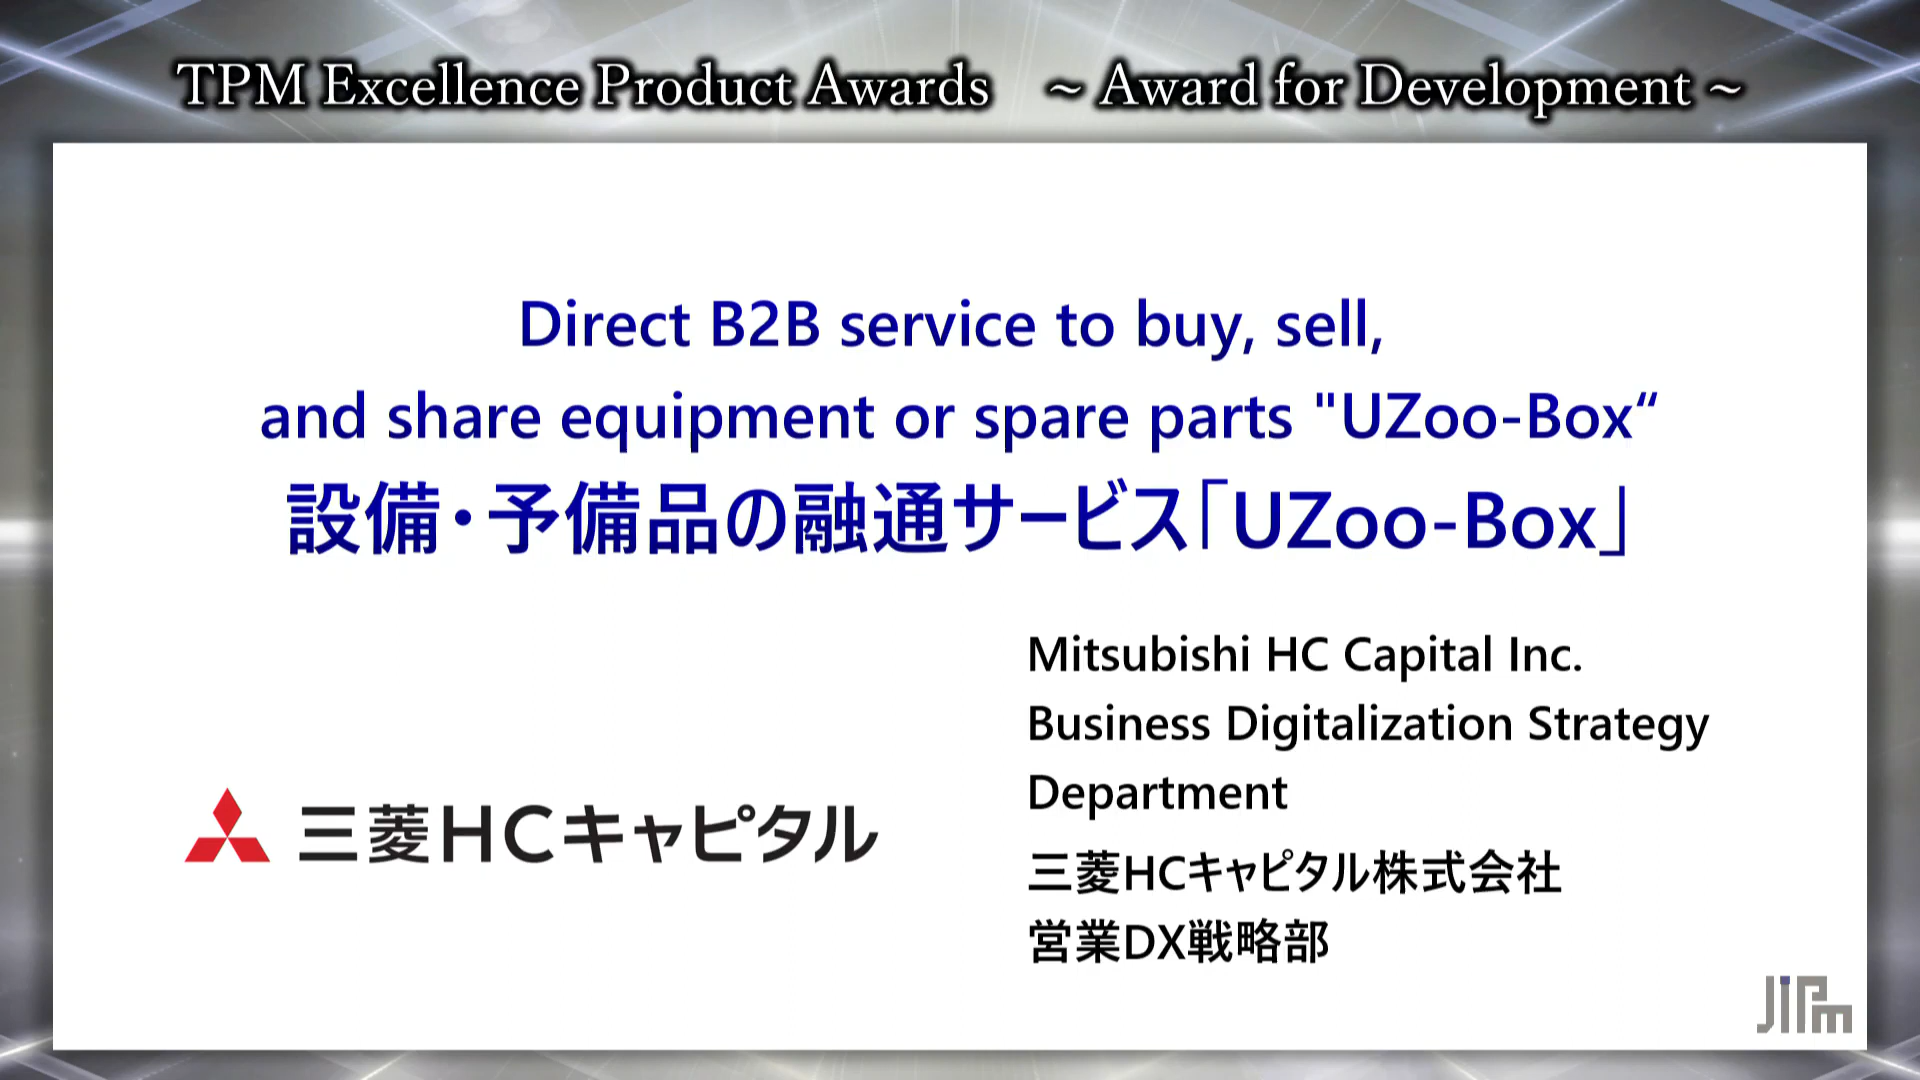 TPM Excellence Product Awards　~ Award for Development ~
Direct B2B service to buy, sell,
and share equipment or spare parts "UZoo-Box“
設備・予備品の融通サービス「UZoo-Box」
三菱HCキャピタル
Mitsubishi HC Capital Inc.
Business Digitalization Strategy
Department
三菱HCキャピタル株式会社
営業DX戦略部
JIPm